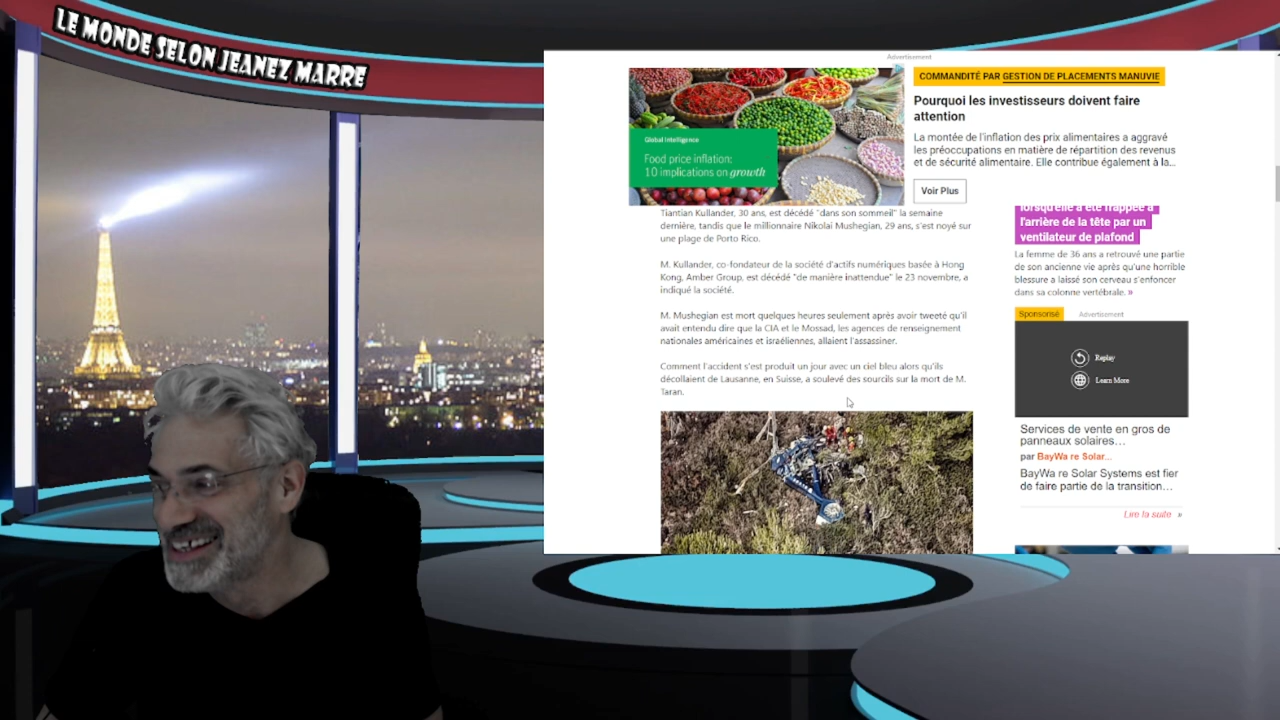 LE MONDE SELON JEANEZ MARRE
Advertisement
Global Intelligence
Food price inflation:
10 implications on growth
COMMANDITÉ PAR GESTION DE PLACEMENTS MANUVIE
Pourquoi les investisseurs doivent faire
attention
La montée de l'inflation des prix alimentaires a aggravé
les préoccupations en matière de répartition des revenus
et de sécurité alimentaire. Elle contribue également à la...
Voir Plus
Tiantian Kullander, 30 ans, est décédé "dans son sommeil" la semaine
dernière, tandis que le millionnaire Nikolai Mushegian, 29 ans, s'est noyé sur
une plage de Porto Rico.
M. Kullander, co-fondateur de la société d'actifs numériques basée à Hong
Kong, Amber Group, est décédé "de manière inattendue" le 23 novembre, a
indiqué la société.
M. Mushegian est mort quelques heures seulement après avoir tweeté qu'il
avait entendu dire que la CIA et le Mossad, les agences de renseignement
nationales américaines et israéliennes, allaient l'assassiner.
Comment l'accident s'est produit un jour avec un ciel bleu alors qu'ils
décollaient de Lausanne, en Suisse, a soulevé des sourcils sur la mort de M.
Taran.
lorsqu'elle a été frappée à
l'arrière de la tête par un
ventilateur de plafond
La femme de 36 ans a retrouvé une partie
de son ancienne vie après qu'une horrible
blessure a laissé son cerveau s'enfoncer
dans sa colonne vertébrale. »
Sponsorisé Advertisement
Replay
Learn More
Services de vente en gros de
panneaux solaires...
par BayWa re Solar...
BayWa re Solar Systems est fier
de faire partie de la transition...
Lire la suite »